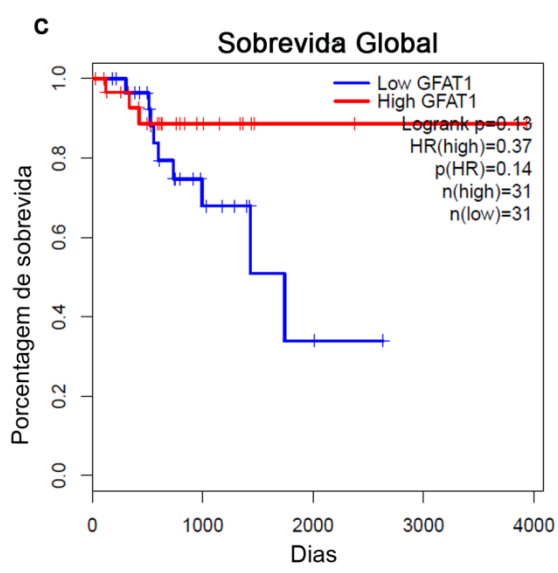 c
Sobrevida Global
Low GFAT1
High GFAT1
Logrank p=0.13
HR(high)=0.37
p(HR)=0.14
n(high)=31
n(low)=31
Porcentagem de sobrevida
1.0
0.8
0.6
0.4
0.2
0.0
0 1000 2000 3000 4000
Dias